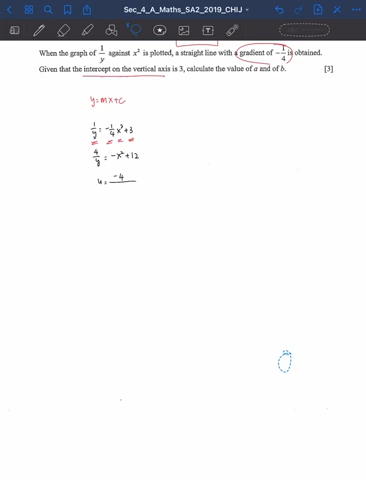 Sec_4_A_Maths_SA2_2019_CHIJ
When the graph of 1/y against x² is plotted, a straight line with a gradient of -1/4 is obtained.
Given that the intercept on the vertical axis is 3, calculate the value of a and of b. [3]
y=mx+c
1/y = -1/4 x² + 3
4/y = -x² + 12
y = -4